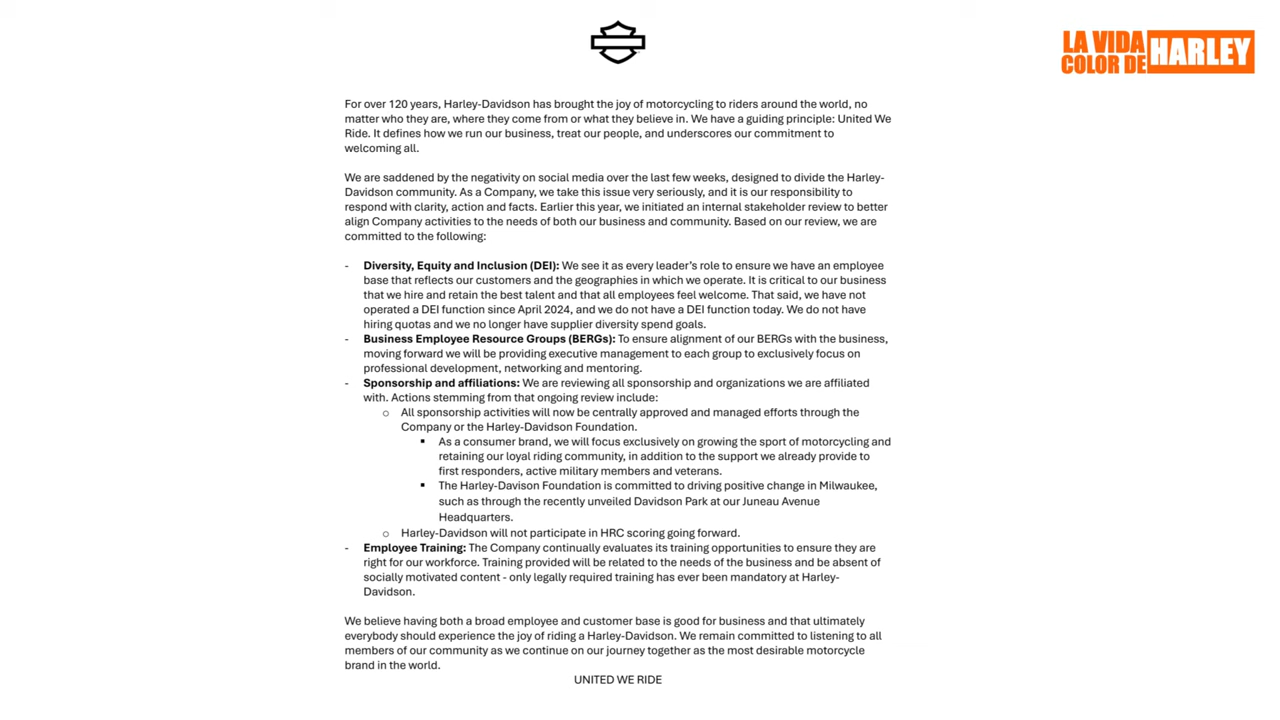 LA VIDA
COLOR DE HARLEY
For over 120 years, Harley-Davidson has brought the joy of motorcycling to riders around the world, no
matter who they are, where they come from or what they believe in. We have a guiding principle: United We
Ride. It defines how we run our business, treat our people, and underscores our commitment to
welcoming all.
We are saddened by the negativity on social media over the last few weeks, designed to divide the Harley-
Davidson community. As a Company, we take this issue very seriously, and it is our responsibility to
respond with clarity, action and facts. Earlier this year, we initiated an internal stakeholder review to better
align Company activities to the needs of both our business and community. Based on our review, we are
committed to the following:
- Diversity, Equity and Inclusion (DEI): We see it as every leader's role to ensure we have an employee
base that reflects our customers and the geographies in which we operate. It is critical to our business
that we hire and retain the best talent and that all employees feel welcome. That said, we have not
operated a DEI function since April 2024, and we do not have a DEI function today. We do not have
hiring quotas and we no longer have supplier diversity spend goals.
- Business Employee Resource Groups (BERGs): To ensure alignment of our BERGs with the business,
moving forward we will be providing executive management to each group to exclusively focus on
professional development, networking and mentoring.
- Sponsorship and affiliations: We are reviewing all sponsorship and organizations we are affiliated
with. Actions stemming from that ongoing review include:
o All sponsorship activities will now be centrally approved and managed efforts through the
Company or the Harley-Davidson Foundation.
▪ As a consumer brand, we will focus exclusively on growing the sport of motorcycling and
retaining our loyal riding community, in addition to the support we already provide to
first responders, active military members and veterans.
▪ The Harley-Davison Foundation is committed to driving positive change in Milwaukee,
such as through the recently unveiled Davidson Park at our Juneau Avenue
Headquarters.
o Harley-Davidson will not participate in HRC scoring going forward.
- Employee Training: The Company continually evaluates its training opportunities to ensure they are
right for our workforce. Training provided will be related to the needs of the business and be absent of
socially motivated content - only legally required training has ever been mandatory at Harley-
Davidson.
We believe having both a broad employee and customer base is good for business and that ultimately
everybody should experience the joy of riding a Harley-Davidson. We remain committed to listening to all
members of our community as we continue on our journey together as the most desirable motorcycle
brand in the world.
UNITED WE RIDE